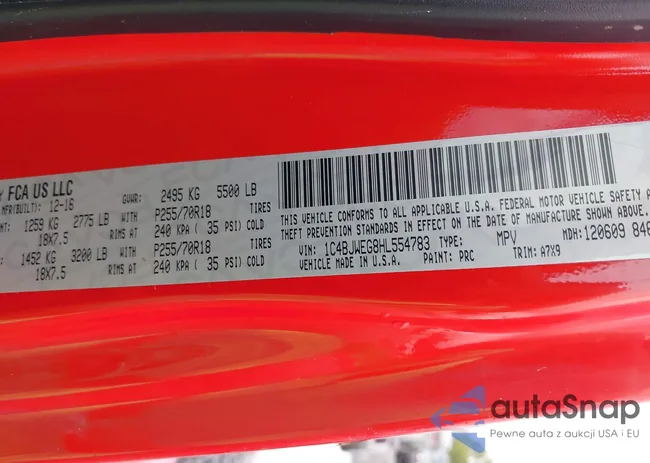 FCA US LLC
MFR(BUILT): 12-16 GVWR: 2495 KG 5500 LB
1259 KG 2775 LB WITH P255/70R18 TIRES
18X7.5 RIMS AT 240 KPA ( 35 PSI) COLD
1452 KG 3200 LB WITH P255/70R18 TIRES
18X7.5 RIMS AT 240 KPA ( 35 PSI) COLD
THIS VEHICLE CONFORMS TO ALL APPLICABLE U.S.A. FEDERAL MOTOR VEHICLE SAFETY A
THEFT PREVENTION STANDARDS IN EFFECT ON THE DATE OF MANUFACTURE SHOWN ABOVE.
VIN: 1C4BJWEG8HL554783 TYPE: MPV MDH: 120609 846
VEHICLE MADE IN U.S.A. PAINT: PRC TRIM: A7X9
autaSnap
Pewne auta z aukcji USA i EU